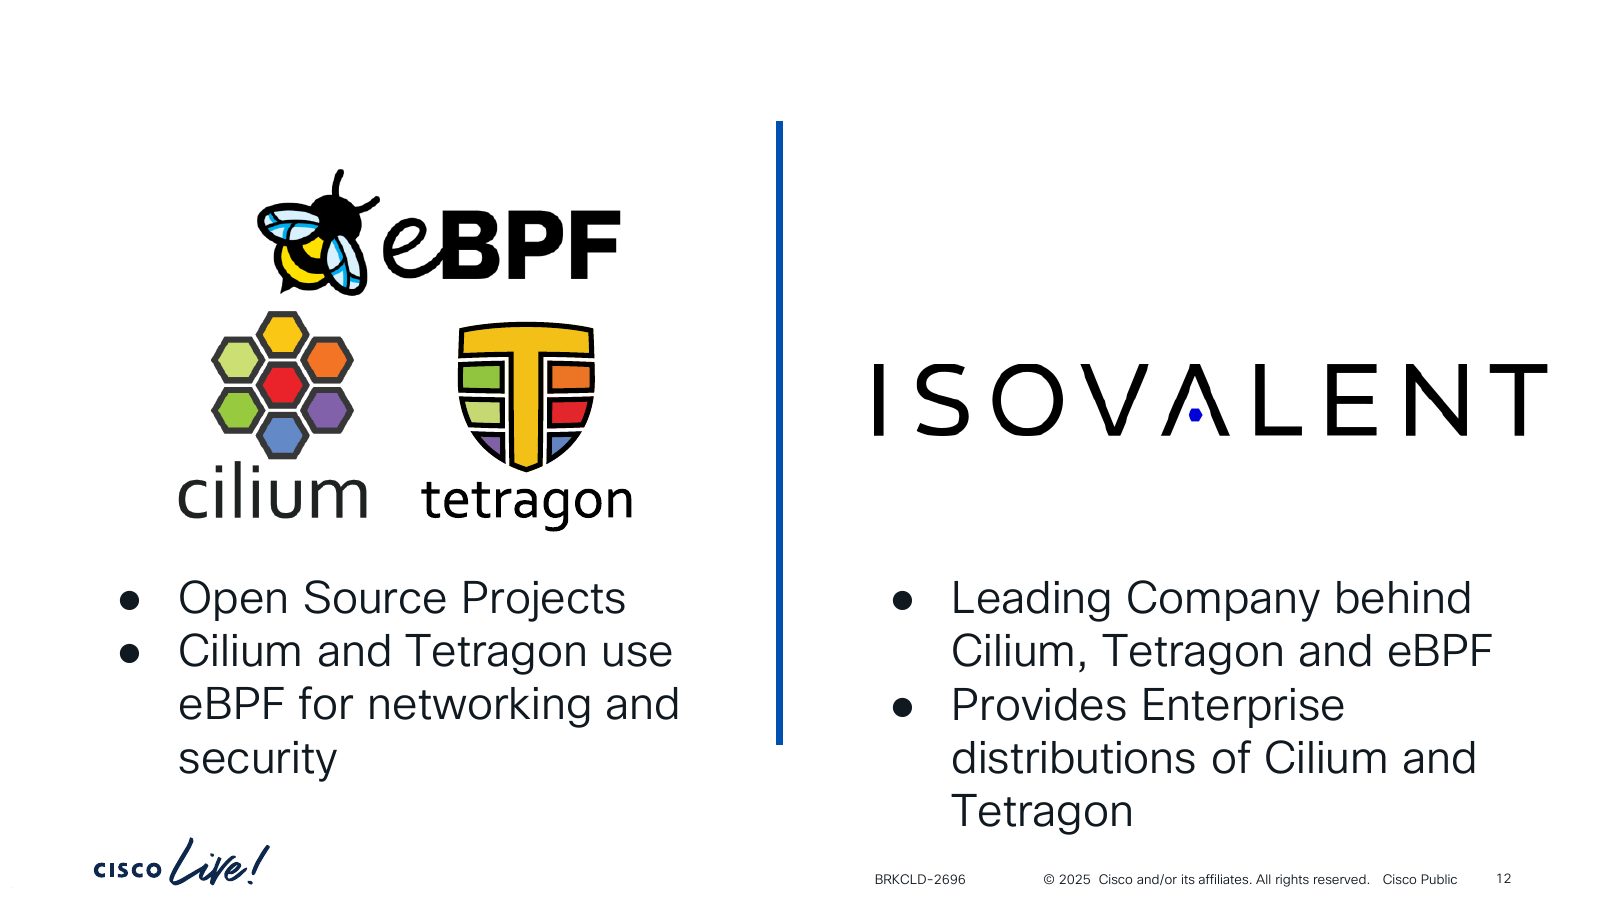 eBPF
cilium
tetragon
● Open Source Projects
● Cilium and Tetragon use
eBPF for networking and
security
ISOVALENT
● Leading Company behind
Cilium, Tetragon and eBPF
● Provides Enterprise
distributions of Cilium and
Tetragon
CISCO Live!
BRKCLD-2696 © 2025 Cisco and/or its affiliates. All rights reserved. Cisco Public 12